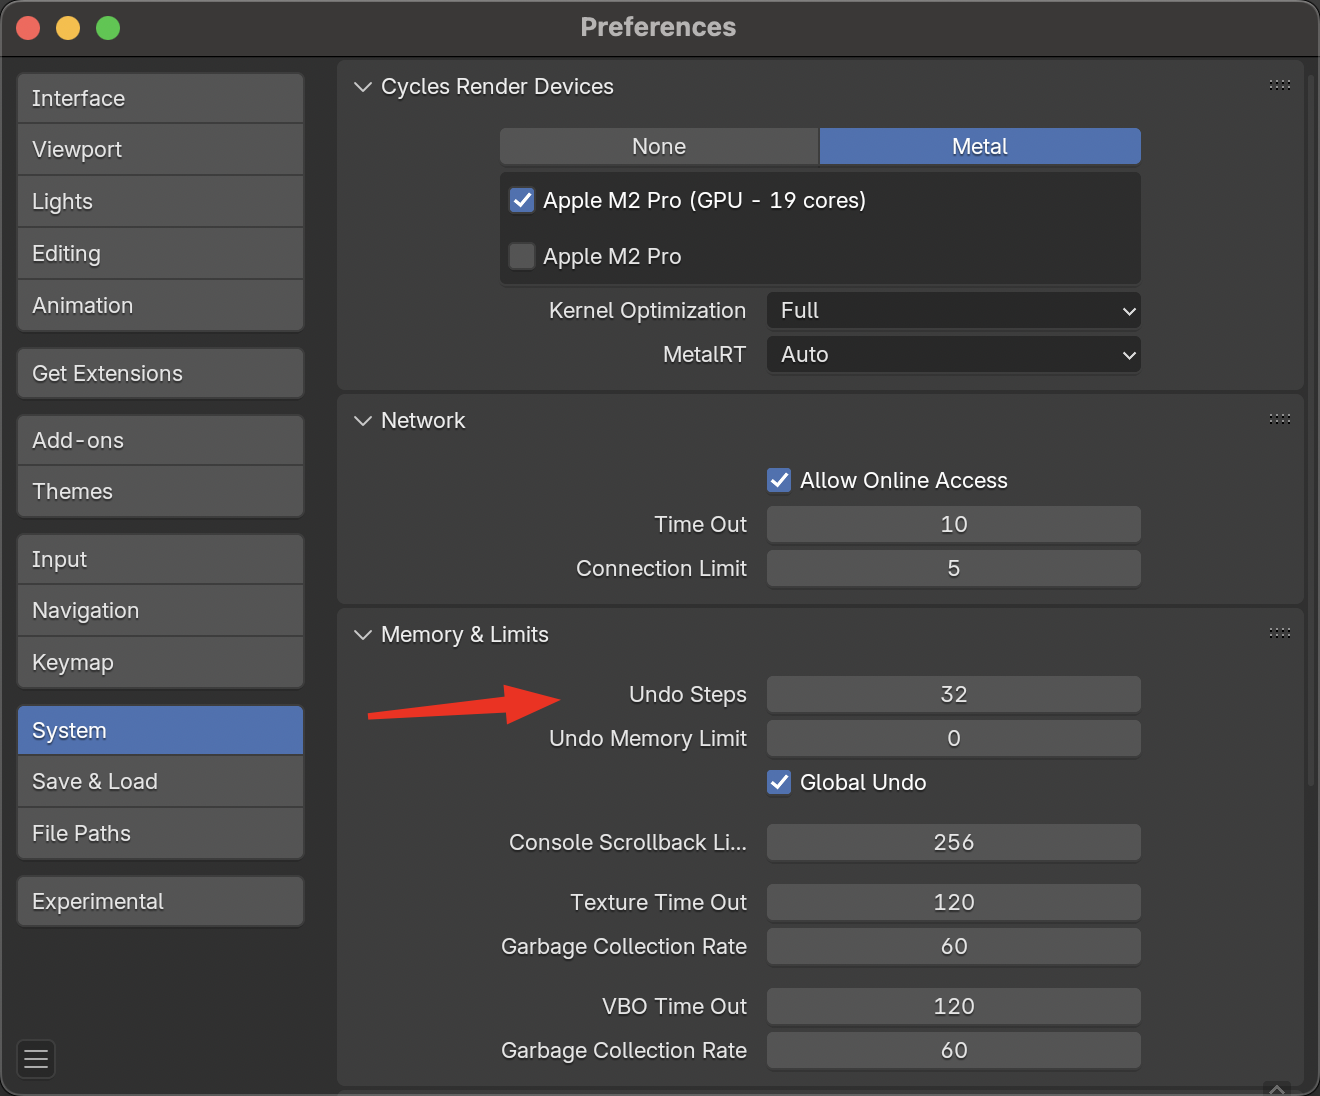 Preferences
Interface
Viewport
Lights
Editing
Animation
Get Extensions
Add-ons
Themes
Input
Navigation
Keymap
System
Save & Load
File Paths
Experimental
Cycles Render Devices
None Metal
Apple M2 Pro (GPU - 19 cores)
Apple M2 Pro
Kernel Optimization Full
MetalRT Auto
Network
Allow Online Access
Time Out 10
Connection Limit 5
Memory & Limits
Undo Steps 32
Undo Memory Limit 0
Global Undo
Console Scrollback Li... 256
Texture Time Out 120
Garbage Collection Rate 60
VBO Time Out 120
Garbage Collection Rate 60